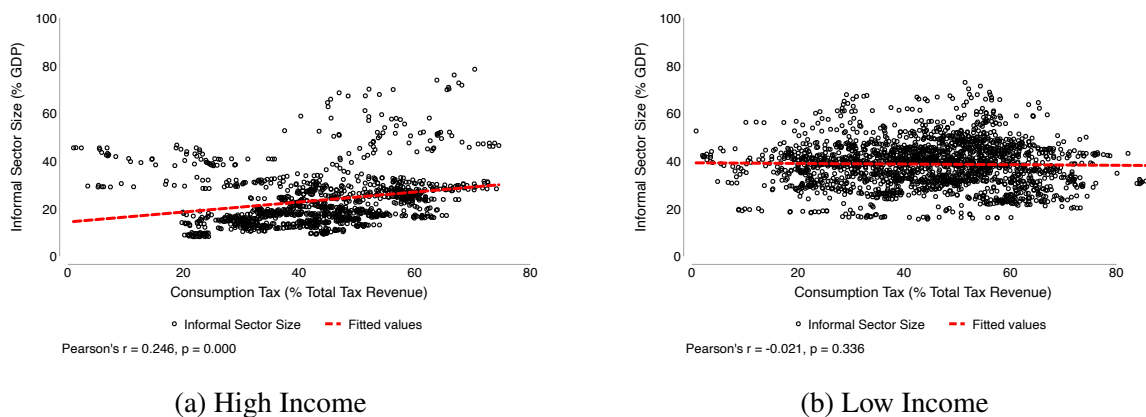 100
80
60
40
20
0
Informal Sector Size (% GDP)
0 20 40 60 80
Consumption Tax (% Total Tax Revenue)
Informal Sector Size Fitted values
Pearson's r = 0.246, p = 0.000
(a) High Income
100
80
60
40
20
0
Informal Sector Size (% GDP)
0 20 40 60 80
Consumption Tax (% Total Tax Revenue)
Informal Sector Size Fitted values
Pearson's r = -0.021, p = 0.336
(b) Low Income